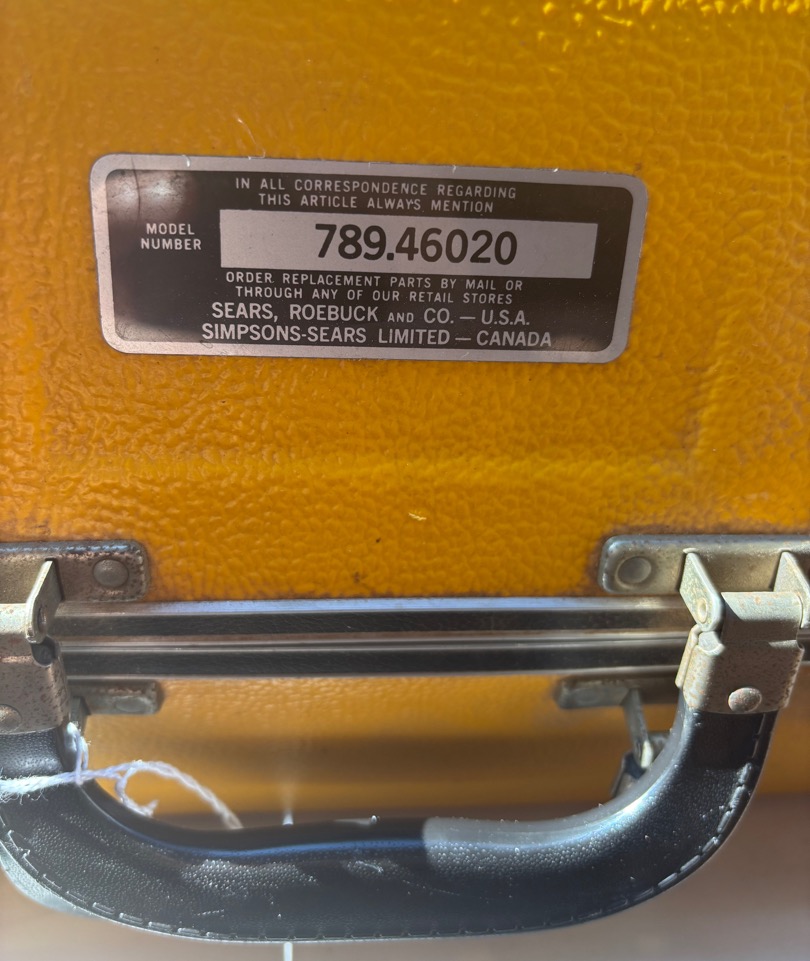 IN ALL CORRESPONDENCE REGARDING
THIS ARTICLE ALWAYS MENTION
MODEL
NUMBER
789.46020
ORDER REPLACEMENT PARTS BY MAIL OR
THROUGH ANY OF OUR RETAIL STORES
SEARS, ROEBUCK AND CO. — U.S.A.
SIMPSONS-SEARS LIMITED — CANADA